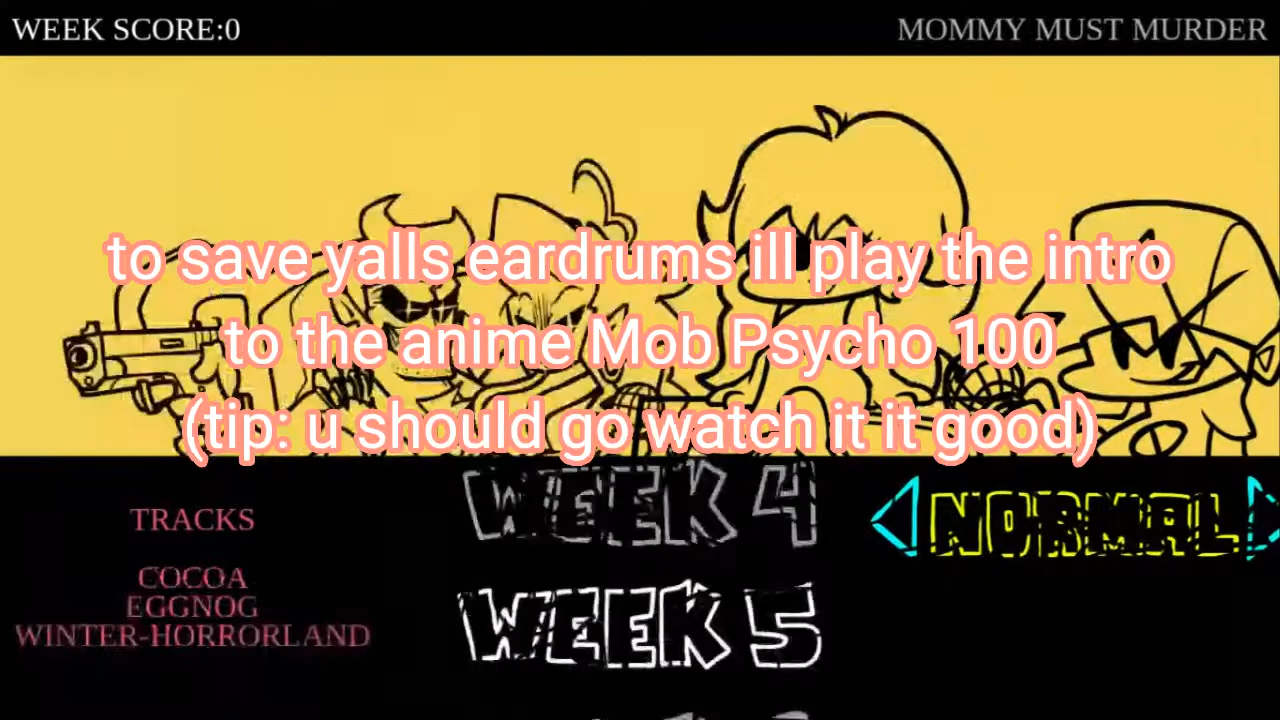 WEEK SCORE:0
MOMMY MUST MURDER
to save yalls eardrums ill play the intro
to the anime Mob Psycho 100
(tip: u should go watch it it good)
WEEK 4
NORMAL
TRACKS
COCOA
EGGNOG
WINTER-HORRORLAND
WEEK 5